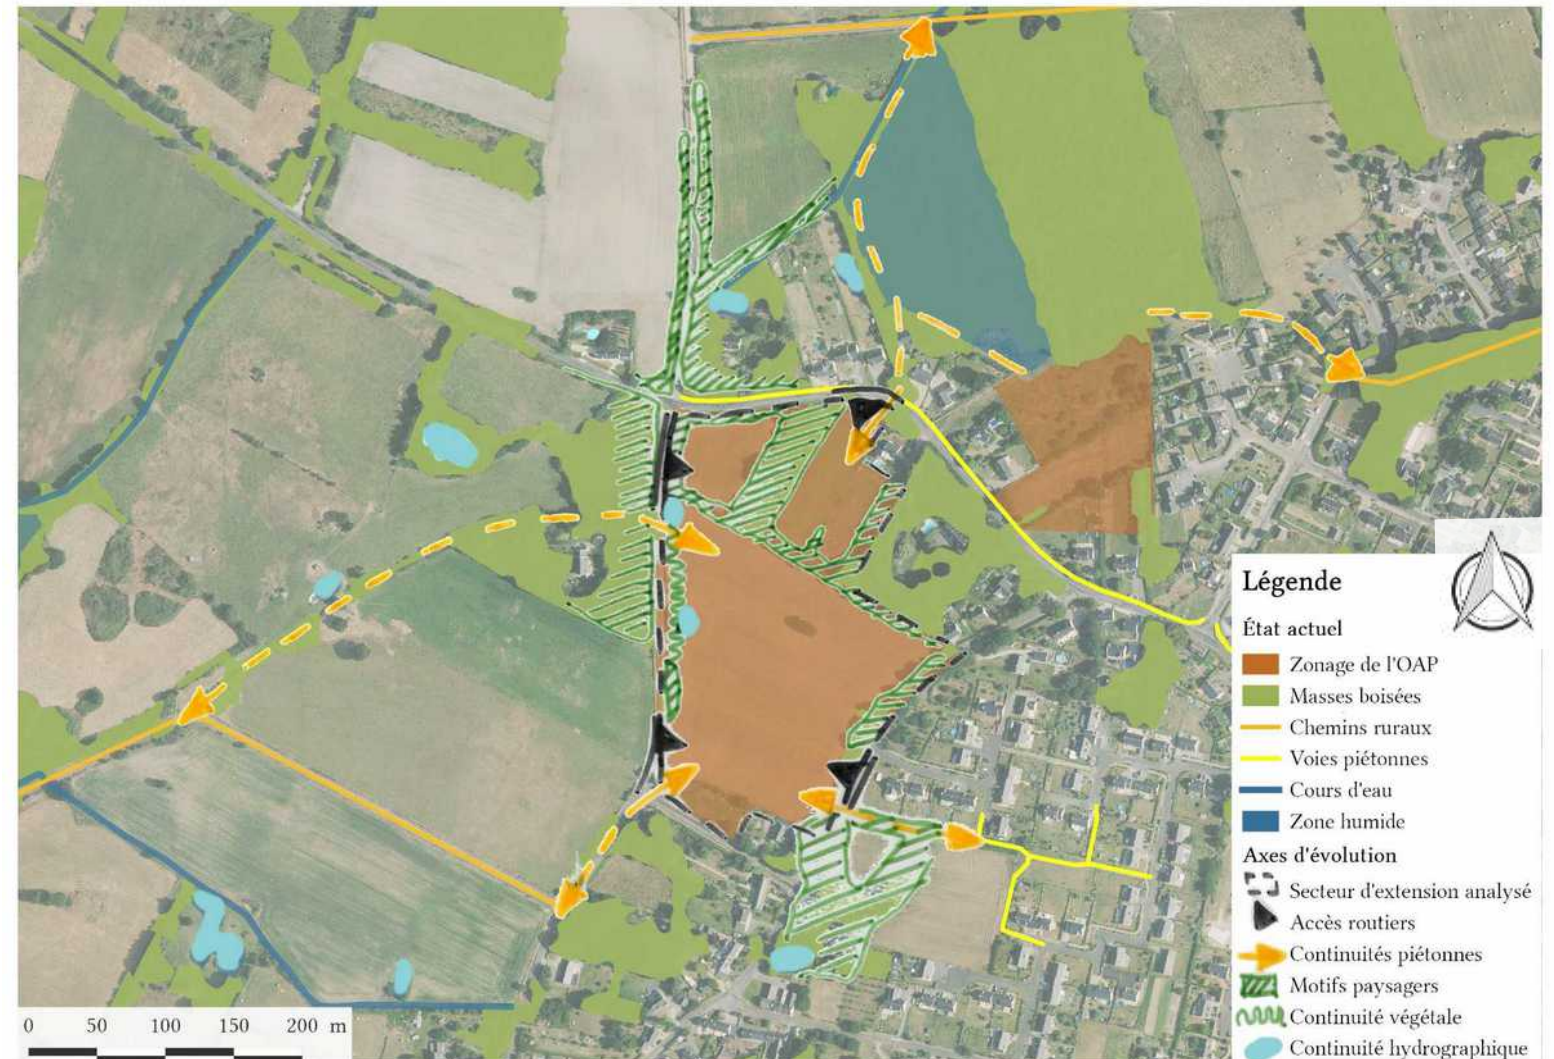 Légende
État actuel
Zonage de l'OAP
Masses boisées
Chemins ruraux
Voies piétonnes
Cours d'eau
Zone humide
Axes d'évolution
Secteur d'extension analysé
Accès routiers
Continuités piétonnes
Motifs paysagers
Continuité végétale
Continuité hydrographique
0 50 100 150 200 m